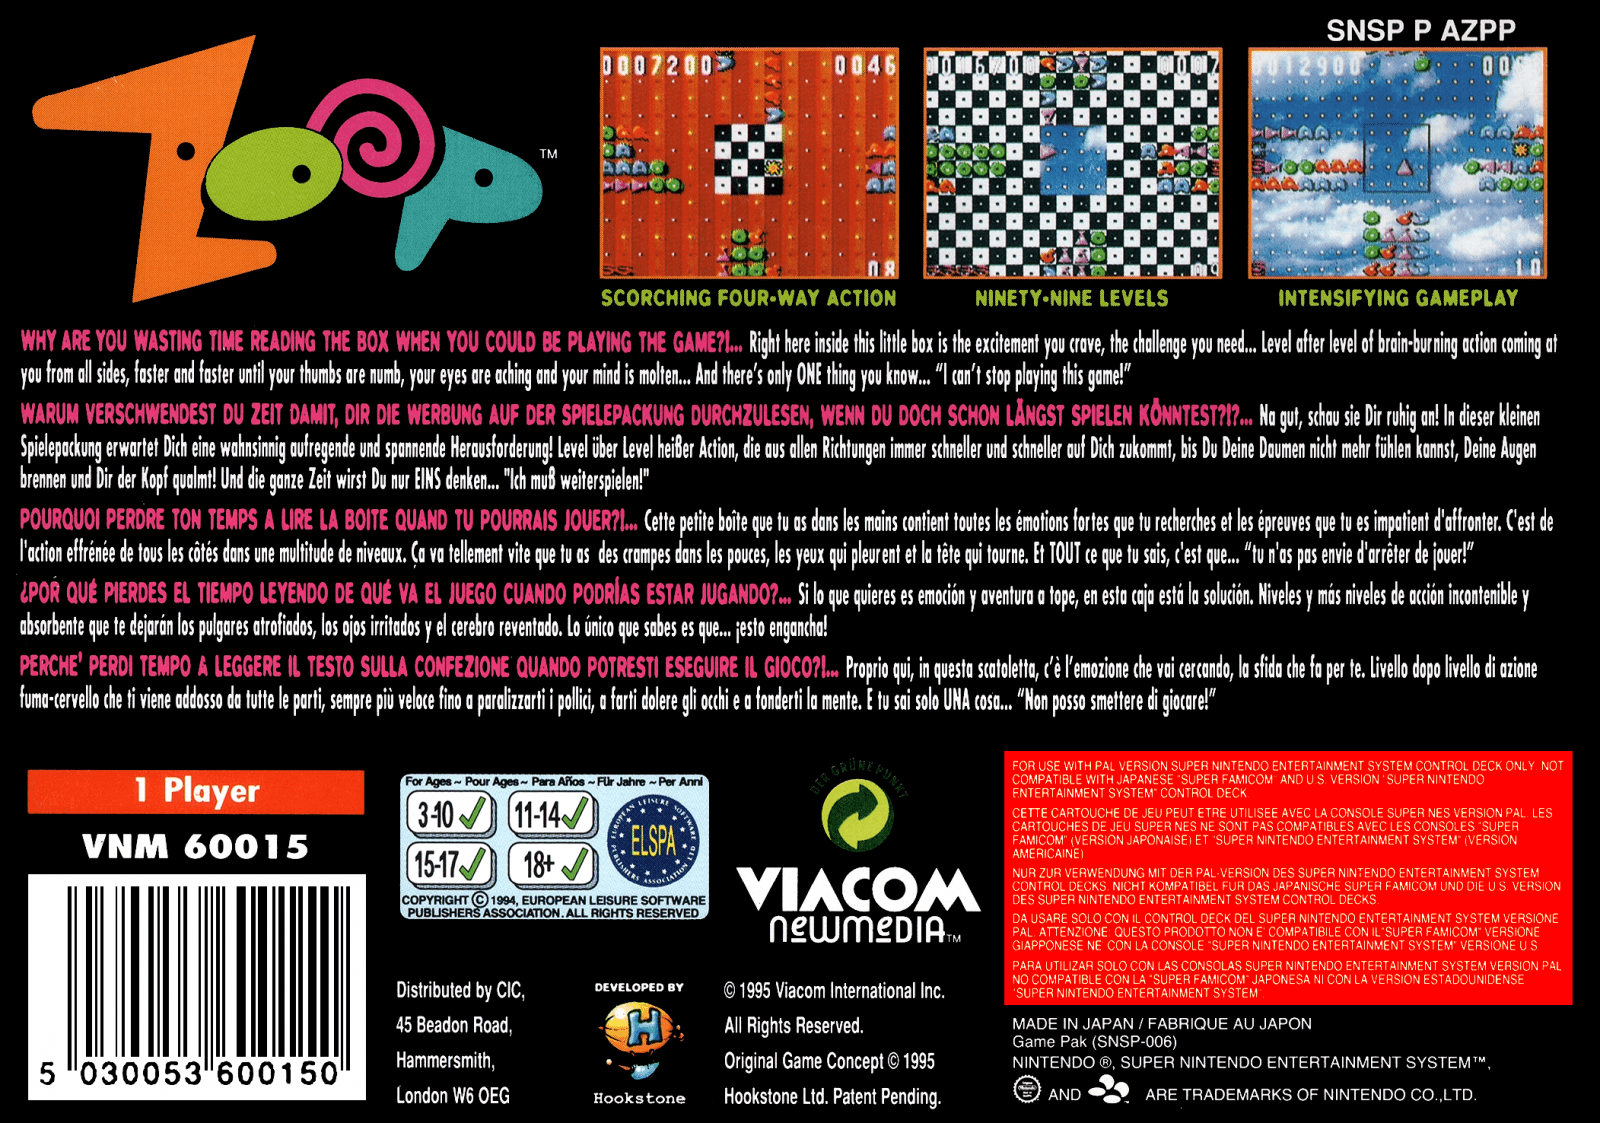 SNSP P AZPP
ZOOP™
0007200 0046
08
0016700 0007
09
0012900 00
10
SCORCHING FOUR-WAY ACTION
NINETY-NINE LEVELS
INTENSIFYING GAMEPLAY
WHY ARE YOU WASTING TIME READING THE BOX WHEN YOU COULD BE PLAYING THE GAME?!... Right here inside this little box is the excitement you crave, the challenge you need... Level after level of brain-burning action coming at
you from all sides, faster and faster until your thumbs are numb, your eyes are aching and your mind is molten... And there's only ONE thing you know... "I can't stop playing this game!"
WARUM VERSCHWENDEST DU ZEIT DAMIT, DIR DIE WERBUNG AUF DER SPIELEPACKUNG DURCHZULESEN, WENN DU DOCH SCHON LÄNGST SPIELEN KÖNNTEST?!?... Na gut, schau sie Dir ruhig an! In dieser kleinen
Spielepackung erwartet Dich eine wahnsinnig aufregende und spannende Herausforderung! Level über Level heißer Action, die aus allen Richtungen immer schneller und schneller auf Dich zukommt, bis Du Deine Daumen nicht mehr fühlen kannst, Deine Augen
brennen und Dir der Kopf qualmt! Und die ganze Zeit wirst Du nur EINS denken... "Ich muß weiterspielen!"
POURQUOI PERDRE TON TEMPS A LIRE LA BOITE QUAND TU POURRAIS JOUER?!... Cette petite boîte que tu as dans les mains contient toutes les émotions fortes que tu recherches et les épreuves que tu es impatient d'affronter. C'est de
l'action effrénée de tous les côtés dans une multitude de niveaux. Ça va tellement vite que tu as des crampes dans les pouces, les yeux qui pleurent et la tête qui tourne. Et TOUT ce que tu sais, c'est que... "tu n'as pas envie d'arrêter de jouer!"
¿POR QUÉ PIERDES EL TIEMPO LEYENDO DE QUÉ VA EL JUEGO CUANDO PODRÍAS ESTAR JUGANDO?... Si lo que quieres es emoción y aventura a tope, en esta caja está la solución. Niveles y más niveles de acción incontenible y
absorbente que te dejarán los pulgares atrofiados, los ojos irritados y el cerebro reventado. Lo único que sabes es que... ¡esto engancha!
PERCHE' PERDI TEMPO A LEGGERE IL TESTO SULLA CONFEZIONE QUANDO POTRESTI ESEGUIRE IL GIOCO?!... Proprio qui, in questa scatoletta, c'è l'emozione che vai cercando, la sfida che fa per te. Livello dopo livello di azione
fuma-cervello che ti viene addosso da tutte le parti, sempre più veloce fino a paralizzarti i pollici, a farti dolere gli occhi e a fonderti la mente. E tu sai solo UNA cosa... "Non posso smettere di giocare!"
1 Player
VNM 60015
5 030053 600150
For Ages ~ Pour Ages ~ Para Años ~ Für Jahre ~ Per Anni
3-10 11-14
15-17 18+
EUROPEAN LEISURE SOFTWARE PUBLISHERS ASSOCIATION LTD
ELSPA
COPYRIGHT © 1994, EUROPEAN LEISURE SOFTWARE
PUBLISHERS ASSOCIATION. ALL RIGHTS RESERVED
DER GRÜNE PUNKT
VIACOM
newmedia™
Distributed by CIC,
45 Beadon Road,
Hammersmith,
London W6 OEG
DEVELOPED BY
H
Hookstone
© 1995 Viacom International Inc.
All Rights Reserved.
Original Game Concept © 1995
Hookstone Ltd. Patent Pending.
FOR USE WITH PAL VERSION SUPER NINTENDO ENTERTAINMENT SYSTEM CONTROL DECK ONLY. NOT
COMPATIBLE WITH JAPANESE "SUPER FAMICOM" AND U.S. VERSION "SUPER NINTENDO
ENTERTAINMENT SYSTEM" CONTROL DECK
CETTE CARTOUCHE DE JEU PEUT ETRE UTILISEE AVEC LA CONSOLE SUPER NES VERSION PAL. LES
CARTOUCHES DE JEU SUPER NES NE SONT PAS COMPATIBLES AVEC LES CONSOLES "SUPER
FAMICOM" (VERSION JAPONAISE) ET "SUPER NINTENDO ENTERTAINMENT SYSTEM" (VERSION
AMERICAINE)
NUR ZUR VERWENDUNG MIT DER PAL-VERSION DES SUPER NINTENDO ENTERTAINMENT SYSTEM
CONTROL DECKS. NICHT KOMPATIBEL FUR DAS JAPANISCHE SUPER FAMICOM UND DIE U.S. VERSION
DES SUPER NINTENDO ENTERTAINMENT SYSTEM CONTROL DECKS.
DA USARE SOLO CON IL CONTROL DECK DEL SUPER NINTENDO ENTERTAINMENT SYSTEM VERSIONE
PAL. ATTENZIONE: QUESTO PRODOTTO NON E' COMPATIBILE CON IL "SUPER FAMICOM" VERSIONE
GIAPPONESE NE' CON LA CONSOLE "SUPER NINTENDO ENTERTAINMENT SYSTEM" VERSIONE U.S
PARA UTILIZAR SOLO CON LAS CONSOLAS SUPER NINTENDO ENTERTAINMENT SYSTEM VERSION PAL
NO COMPATIBLE CON LA "SUPER FAMICOM" JAPONESA NI CON LA VERSION ESTADOUNIDENSE
"SUPER NINTENDO ENTERTAINMENT SYSTEM".
MADE IN JAPAN / FABRIQUE AU JAPON
Game Pak (SNSP-006)
NINTENDO ®, SUPER NINTENDO ENTERTAINMENT SYSTEM™,
AND ARE TRADEMARKS OF NINTENDO CO.,LTD.